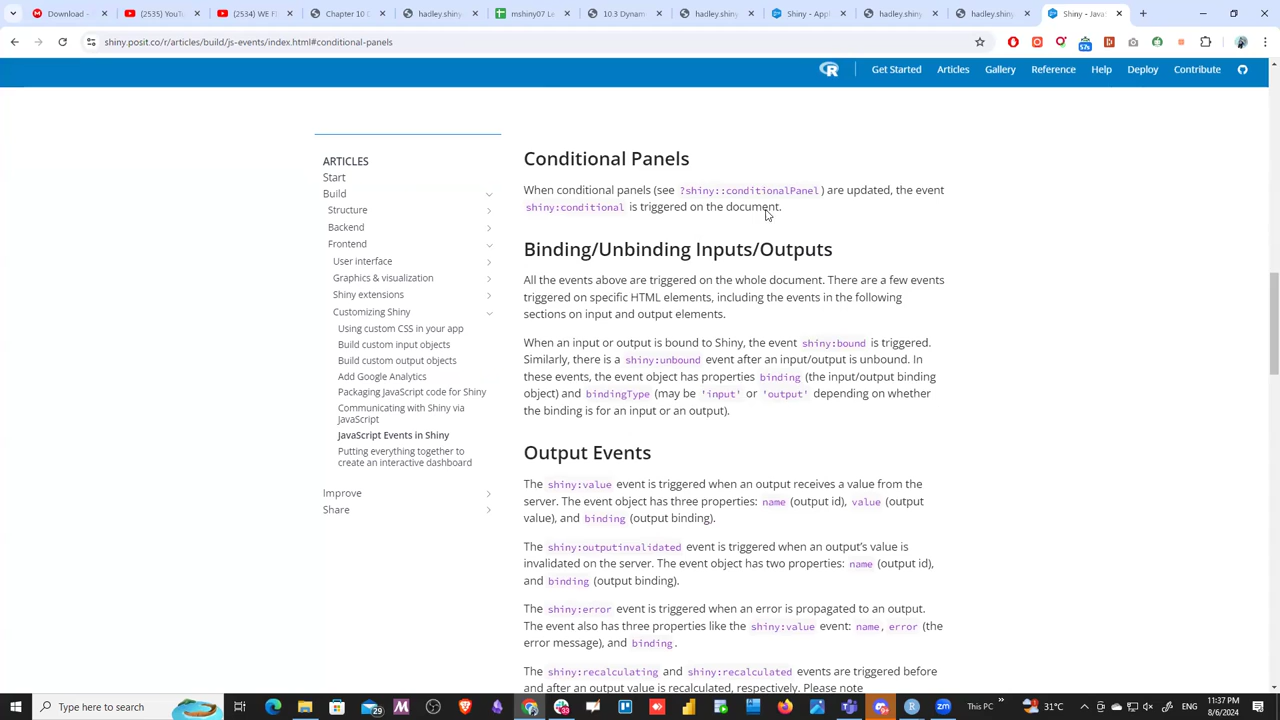 Download
(2535) YouT
(2534) WE FI
Chapter 10 D
hadley.shiny
mshiny07 Le
10.3 Dynam
hadley.shiny
Shiny - Appl
hadley.shiny
hadley.shiny
Shiny - JavaS
shiny.posit.co/r/articles/build/js-events/index.html#conditional-panels
Get Started Articles Gallery Reference Help Deploy Contribute
ARTICLES
Start
Build
Structure
Backend
Frontend
User interface
Graphics & visualization
Shiny extensions
Customizing Shiny
Using custom CSS in your app
Build custom input objects
Build custom output objects
Add Google Analytics
Packaging JavaScript code for Shiny
Communicating with Shiny via
JavaScript
JavaScript Events in Shiny
Putting everything together to
create an interactive dashboard
Improve
Share
Conditional Panels
When conditional panels (see ?shiny::conditionalPanel) are updated, the event
shiny:conditional is triggered on the document.
Binding/Unbinding Inputs/Outputs
All the events above are triggered on the whole document. There are a few events
triggered on specific HTML elements, including the events in the following
sections on input and output elements.
When an input or output is bound to Shiny, the event shiny:bound is triggered.
Similarly, there is a shiny:unbound event after an input/output is unbound. In
these events, the event object has properties binding (the input/output binding
object) and bindingType (may be 'input' or 'output' depending on whether
the binding is for an input or an output).
Output Events
The shiny:value event is triggered when an output receives a value from the
server. The event object has three properties: name (output id), value (output
value), and binding (output binding).
The shiny:outputinvalidated event is triggered when an output's value is
invalidated on the server. The event object has two properties: name (output id),
and binding (output binding).
The shiny:error event is triggered when an error is propagated to an output.
The event also has three properties like the shiny:value event: name, error (the
error message), and binding.
The shiny:recalculating and shiny:recalculated events are triggered before
and after an output value is recalculated, respectively. Please note
Type here to search
This PC
31°C
11:37 PM
8/6/2024